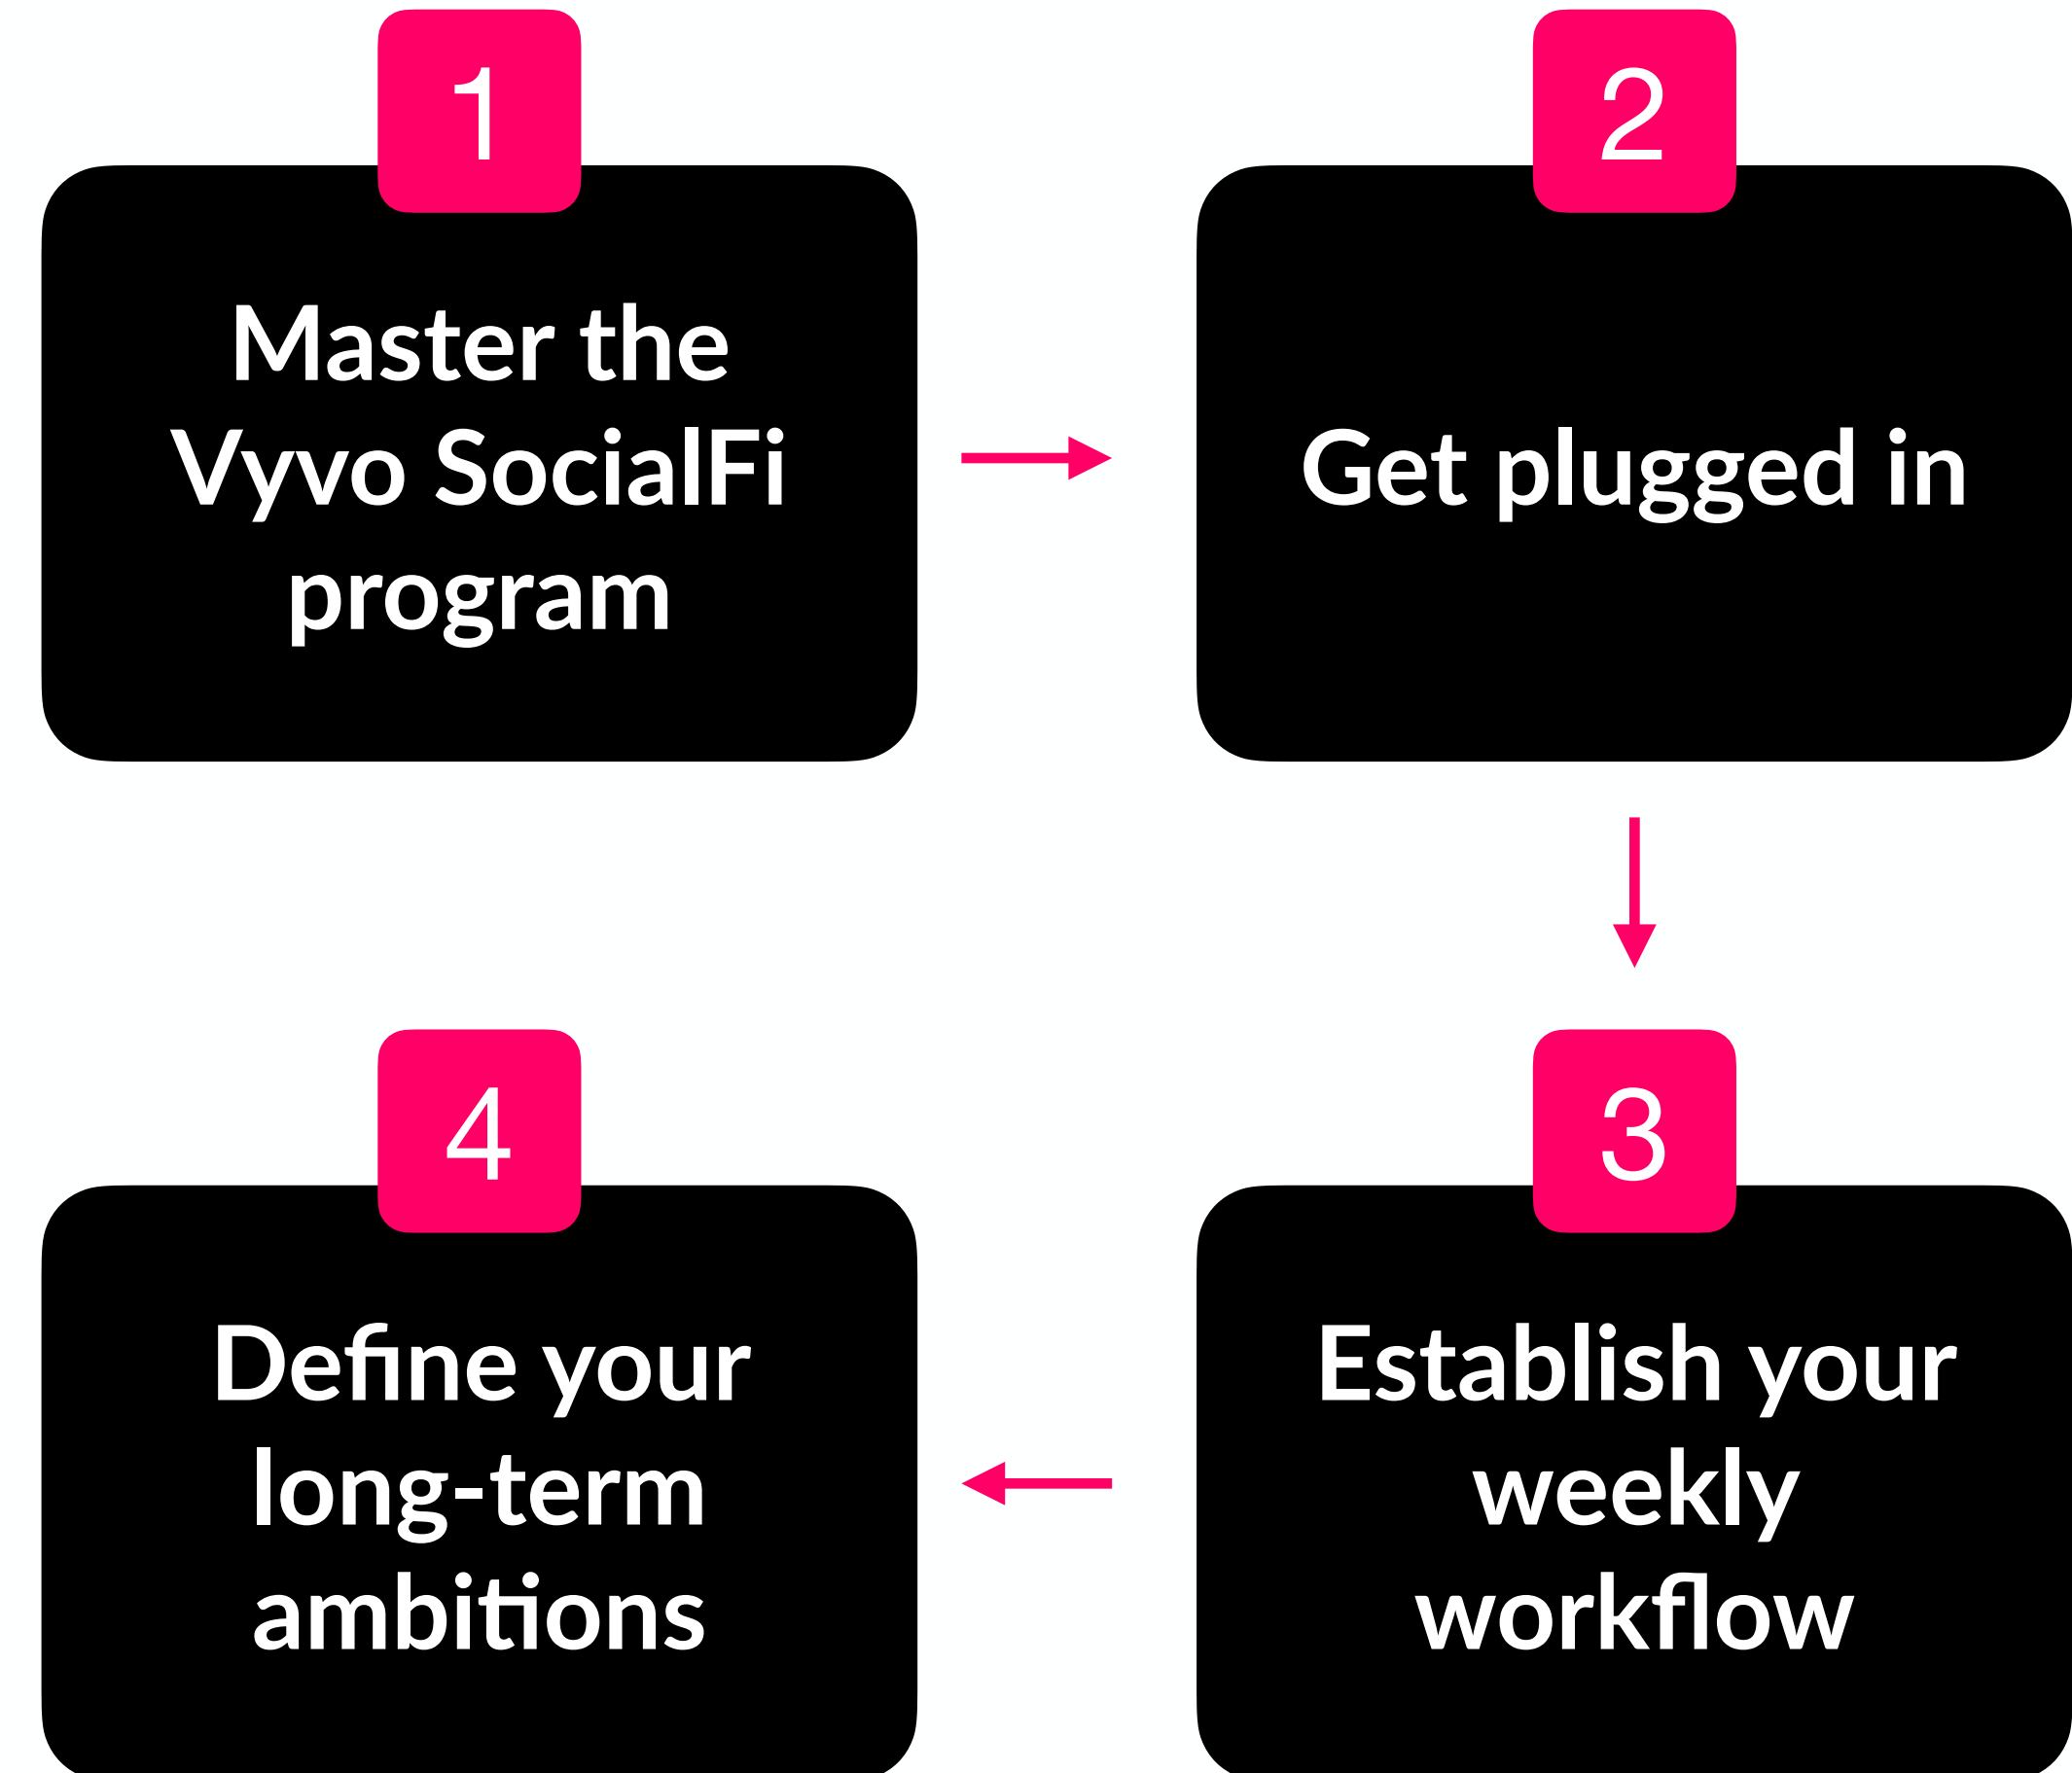 1
Master the
Vyvo SocialFi
program
2
Get plugged in
3
Establish your
weekly
workflow
4
Define your
long-term
ambitions